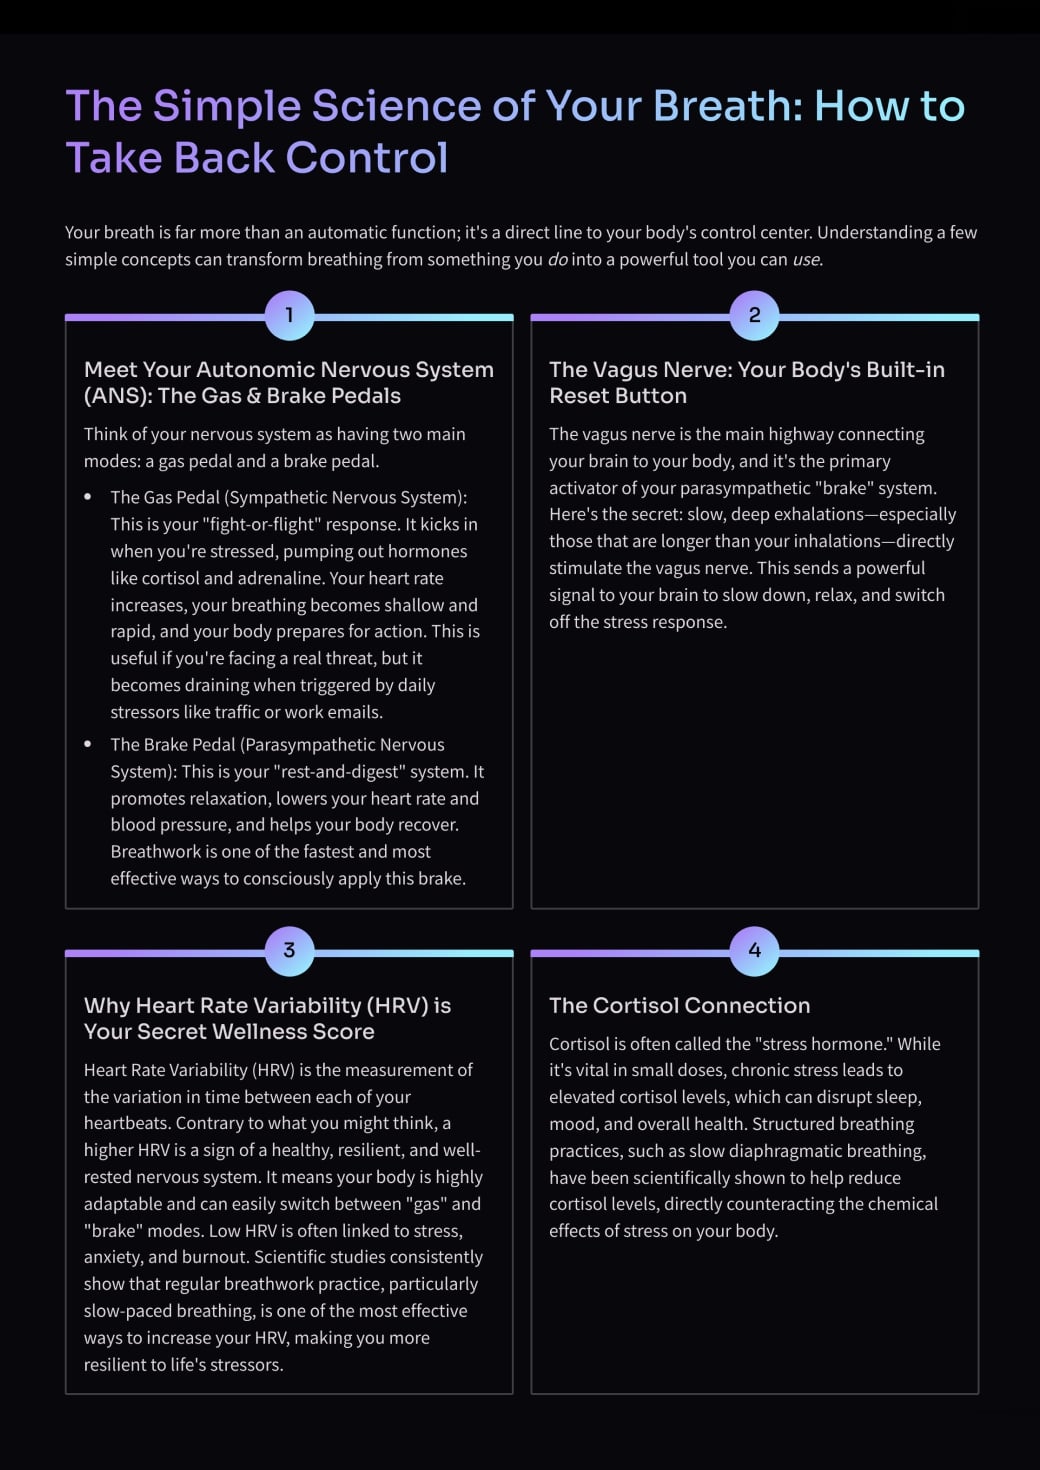 The Simple Science of Your Breath: How to
Take Back Control
Your breath is far more than an automatic function; it's a direct line to your body's control center. Understanding a few
simple concepts can transform breathing from something you do into a powerful tool you can use.
1
Meet Your Autonomic Nervous System
(ANS): The Gas & Brake Pedals
Think of your nervous system as having two main
modes: a gas pedal and a brake pedal.
• The Gas Pedal (Sympathetic Nervous System):
This is your "fight-or-flight" response. It kicks in
when you're stressed, pumping out hormones
like cortisol and adrenaline. Your heart rate
increases, your breathing becomes shallow and
rapid, and your body prepares for action. This is
useful if you're facing a real threat, but it
becomes draining when triggered by daily
stressors like traffic or work emails.
• The Brake Pedal (Parasympathetic Nervous
System): This is your "rest-and-digest" system. It
promotes relaxation, lowers your heart rate and
blood pressure, and helps your body recover.
Breathwork is one of the fastest and most
effective ways to consciously apply this brake.
2
The Vagus Nerve: Your Body's Built-in
Reset Button
The vagus nerve is the main highway connecting
your brain to your body, and it's the primary
activator of your parasympathetic "brake" system.
Here's the secret: slow, deep exhalations—especially
those that are longer than your inhalations—directly
stimulate the vagus nerve. This sends a powerful
signal to your brain to slow down, relax, and switch
off the stress response.
3
Why Heart Rate Variability (HRV) is
Your Secret Wellness Score
Heart Rate Variability (HRV) is the measurement of
the variation in time between each of your
heartbeats. Contrary to what you might think, a
higher HRV is a sign of a healthy, resilient, and well-
rested nervous system. It means your body is highly
adaptable and can easily switch between "gas" and
"brake" modes. Low HRV is often linked to stress,
anxiety, and burnout. Scientific studies consistently
show that regular breathwork practice, particularly
slow-paced breathing, is one of the most effective
ways to increase your HRV, making you more
resilient to life's stressors.
4
The Cortisol Connection
Cortisol is often called the "stress hormone." While
it's vital in small doses, chronic stress leads to
elevated cortisol levels, which can disrupt sleep,
mood, and overall health. Structured breathing
practices, such as slow diaphragmatic breathing,
have been scientifically shown to help reduce
cortisol levels, directly counteracting the chemical
effects of stress on your body.